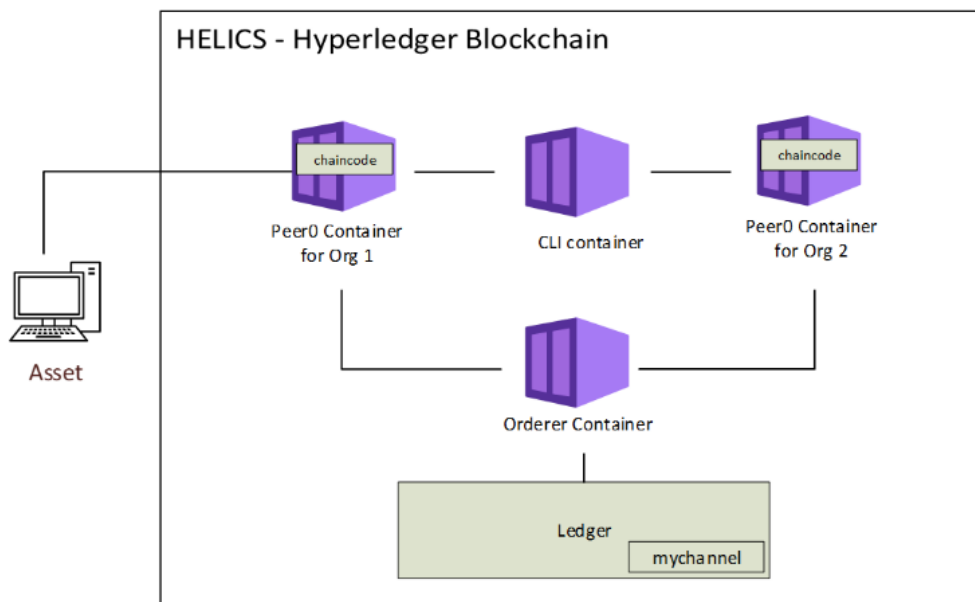 HELICS - Hyperledger Blockchain
chaincode
chaincode
Peer0 Container
for Org 1
CLI container
Peer0 Container
for Org 2
Asset
Orderer Container
Ledger
mychannel